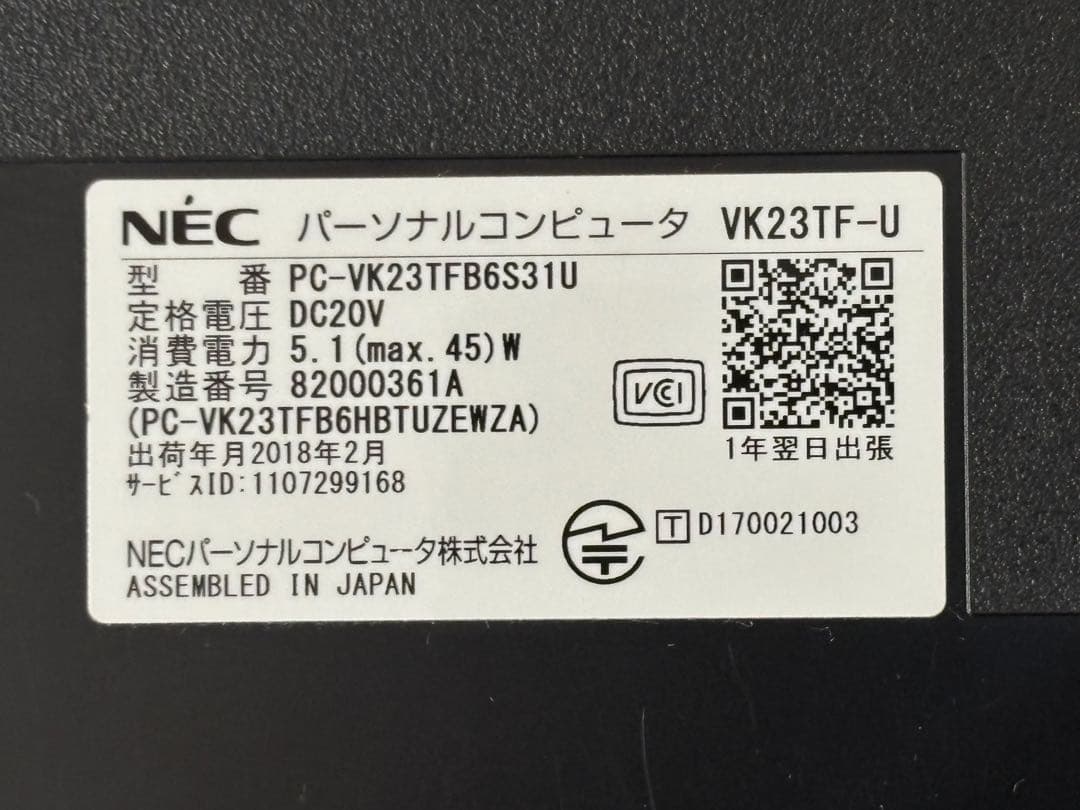 NEC パーソナルコンピュータ VK23TF-U
型 番 PC-VK23TFB6S31U
定格電圧 DC20V
消費電力 5.1(max.45)W
製造番号 82000361A
(PC-VK23TFB6HBTUZEWZA)
出荷年月2018年2月
ｻｰﾋﾞｽID:1107299168
VCCI
1年翌日出張
T D170021003
NECパーソナルコンピュータ株式会社
ASSEMBLED IN JAPAN